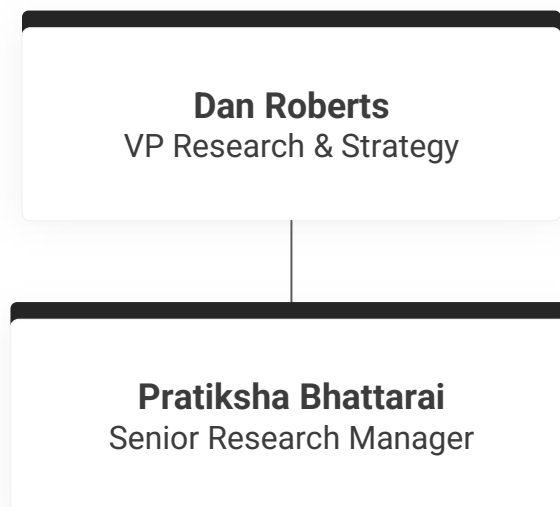 Dan Roberts
VP Research & Strategy
Pratiksha Bhattarai
Senior Research Manager